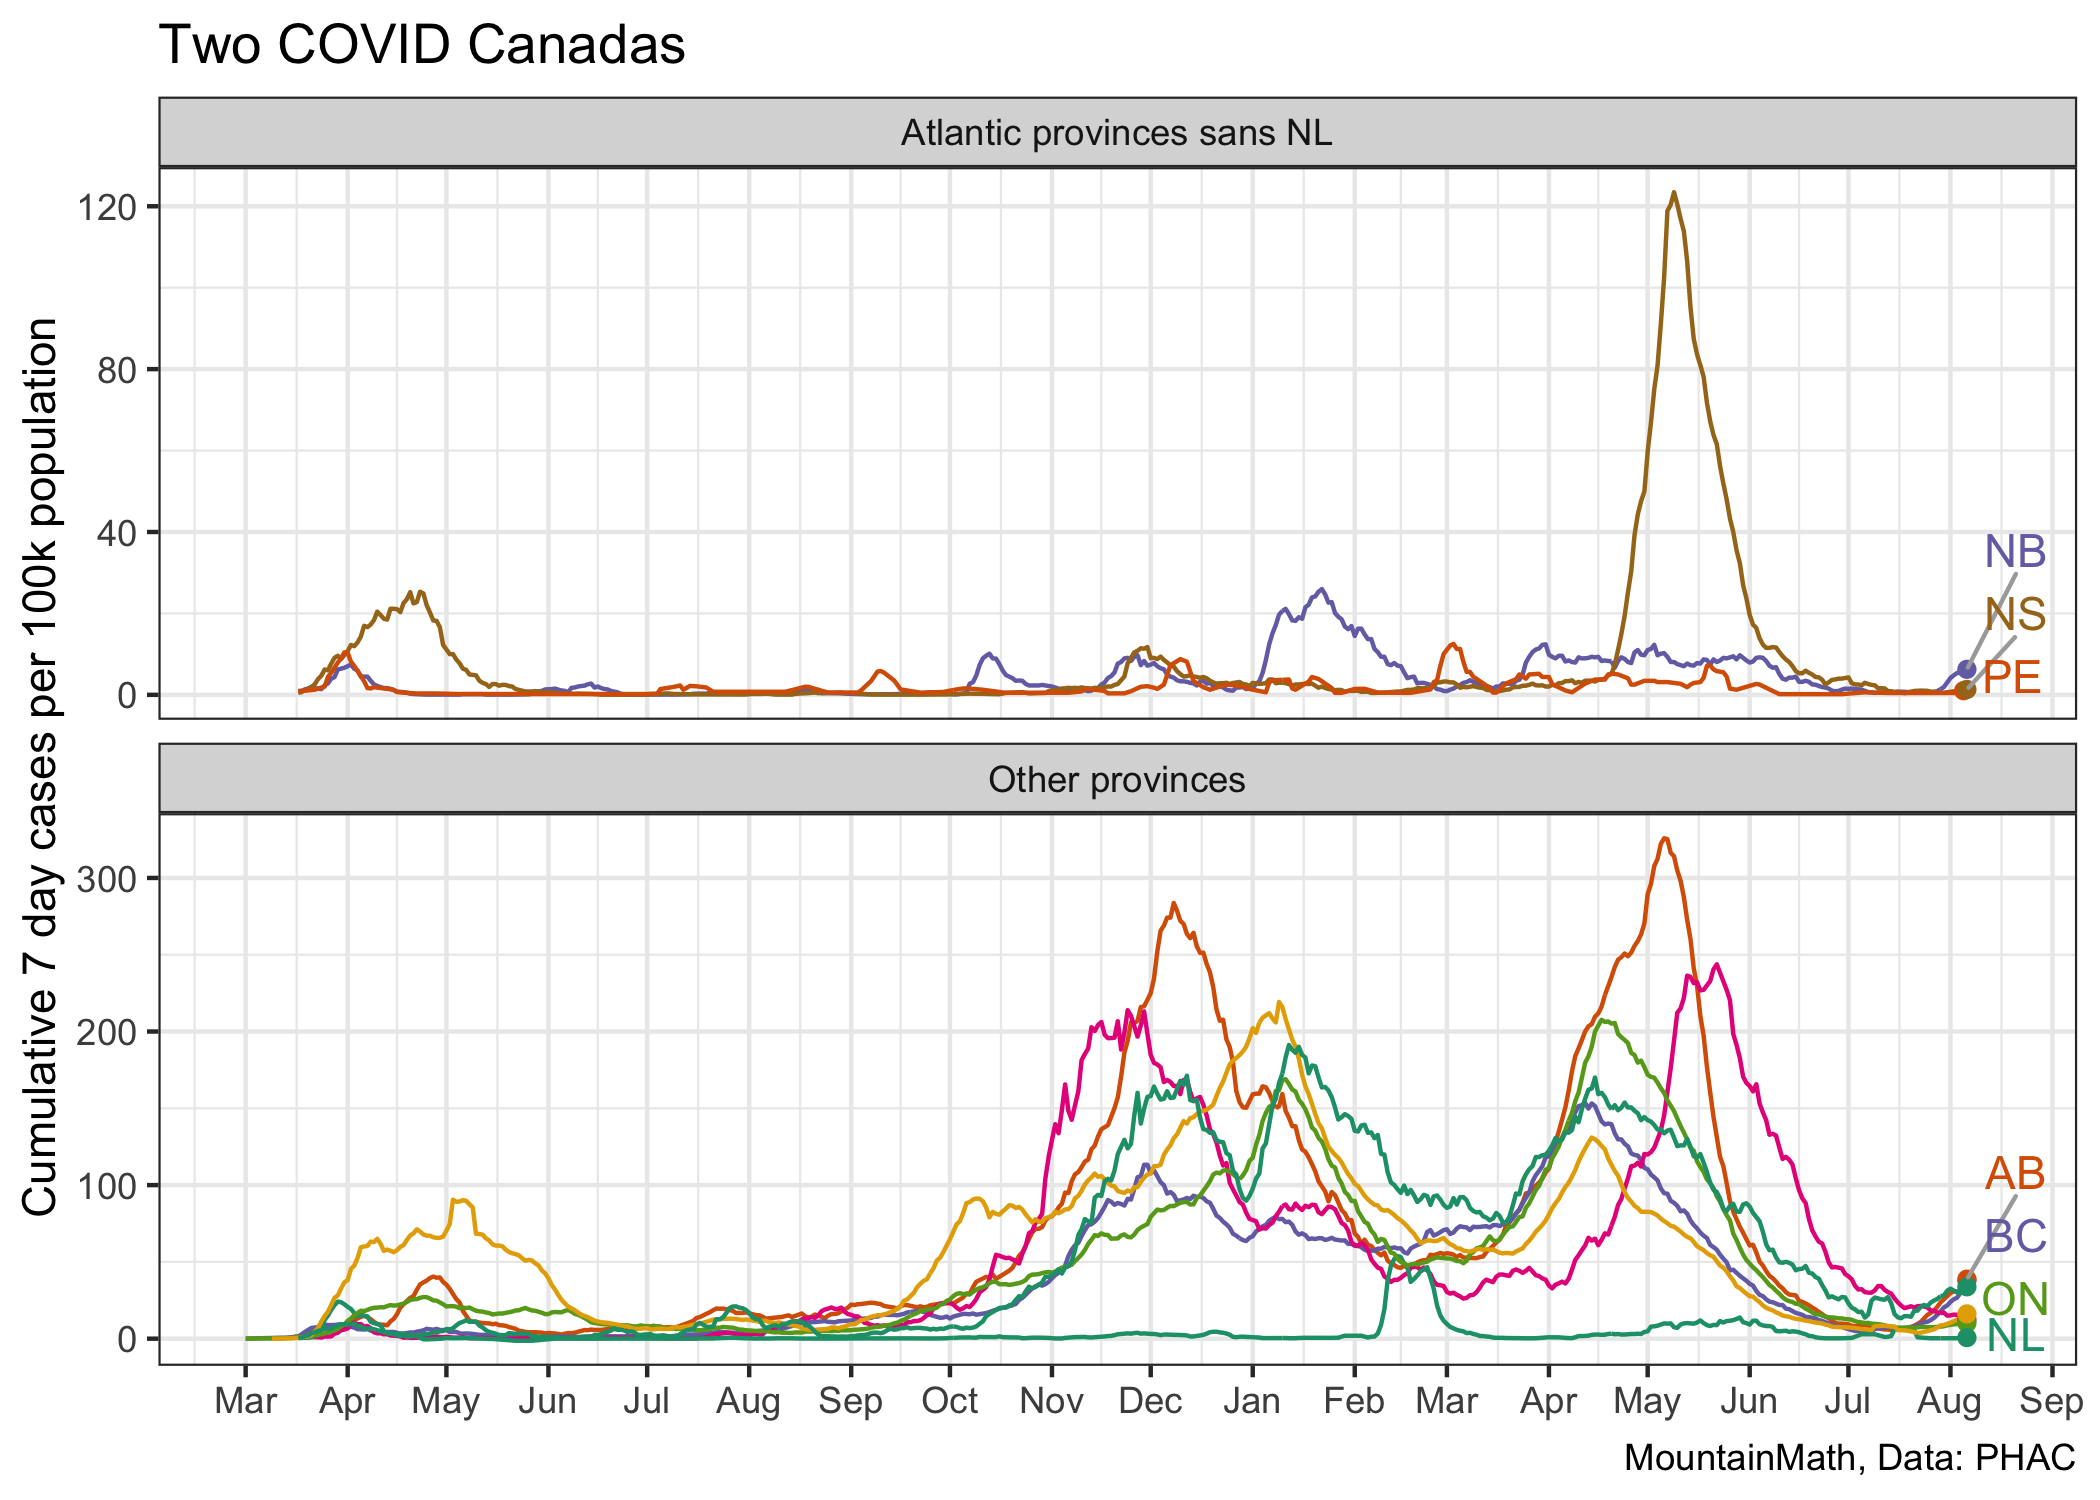 Two COVID Canadas
Atlantic provinces sans NL
120
80
40
0
NB
NS
PE
Cumulative 7 day cases per 100k population
Other provinces
300
200
100
0
AB
BC
ON
NL
Mar Apr May Jun Jul Aug Sep Oct Nov Dec Jan Feb Mar Apr May Jun Jul Aug Sep
MountainMath, Data: PHAC